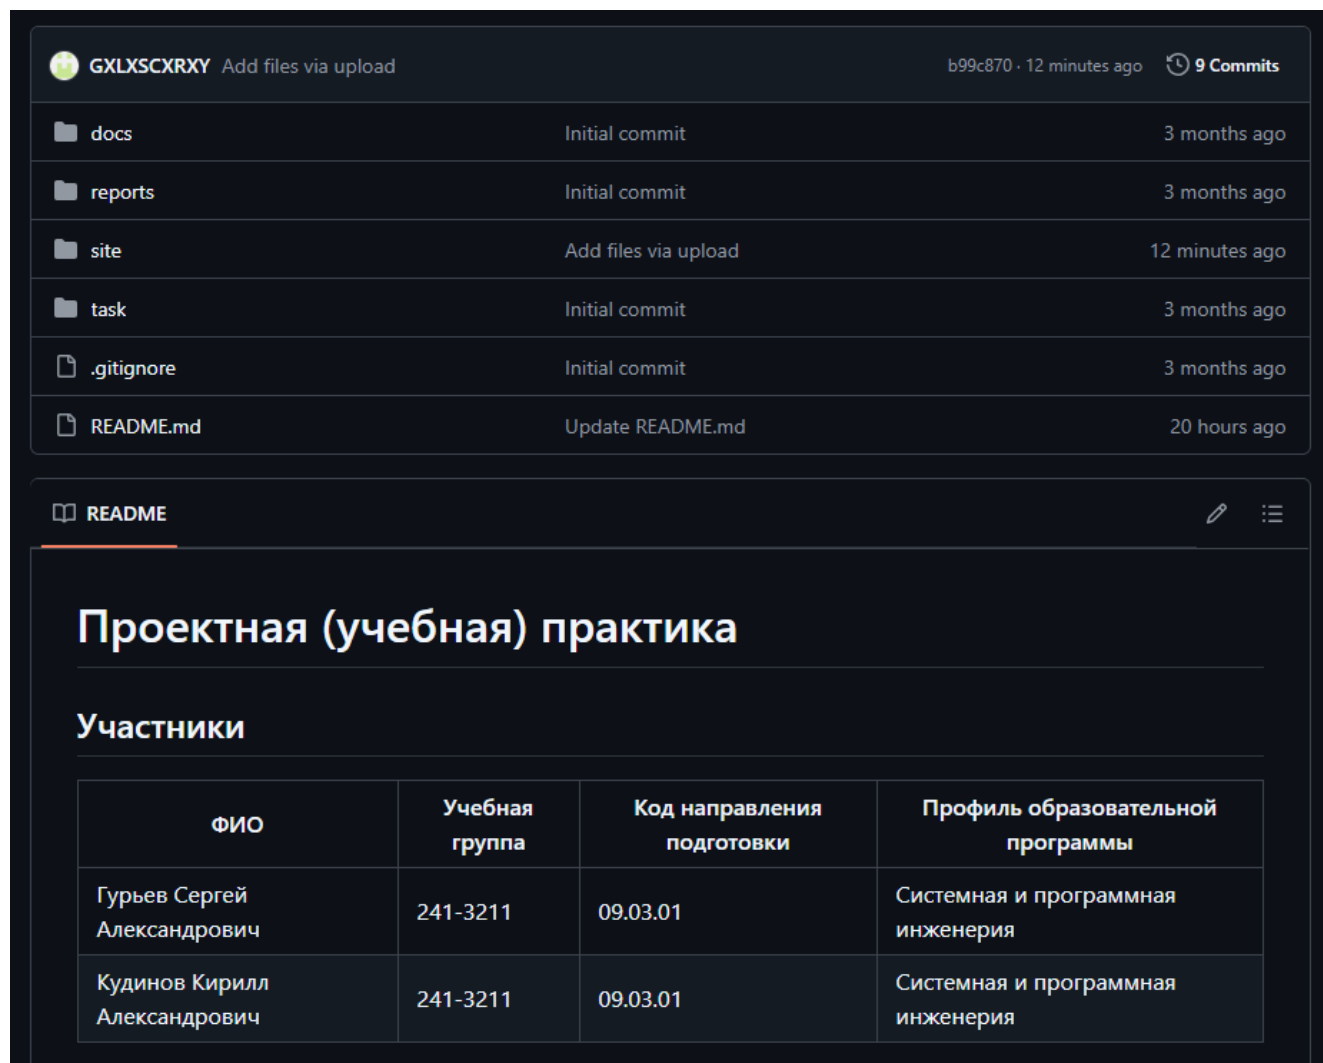 GXLXSCXRXY Add files via upload b99c870 · 12 minutes ago 9 Commits
docs Initial commit 3 months ago
reports Initial commit 3 months ago
site Add files via upload 12 minutes ago
task Initial commit 3 months ago
.gitignore Initial commit 3 months ago
README.md Update README.md 20 hours ago
README
Проектная (учебная) практика
Участники
ФИО Учебная группа Код направления подготовки Профиль образовательной программы
Гурьев Сергей Александрович 241-3211 09.03.01 Системная и программная инженерия
Кудинов Кирилл Александрович 241-3211 09.03.01 Системная и программная инженерия